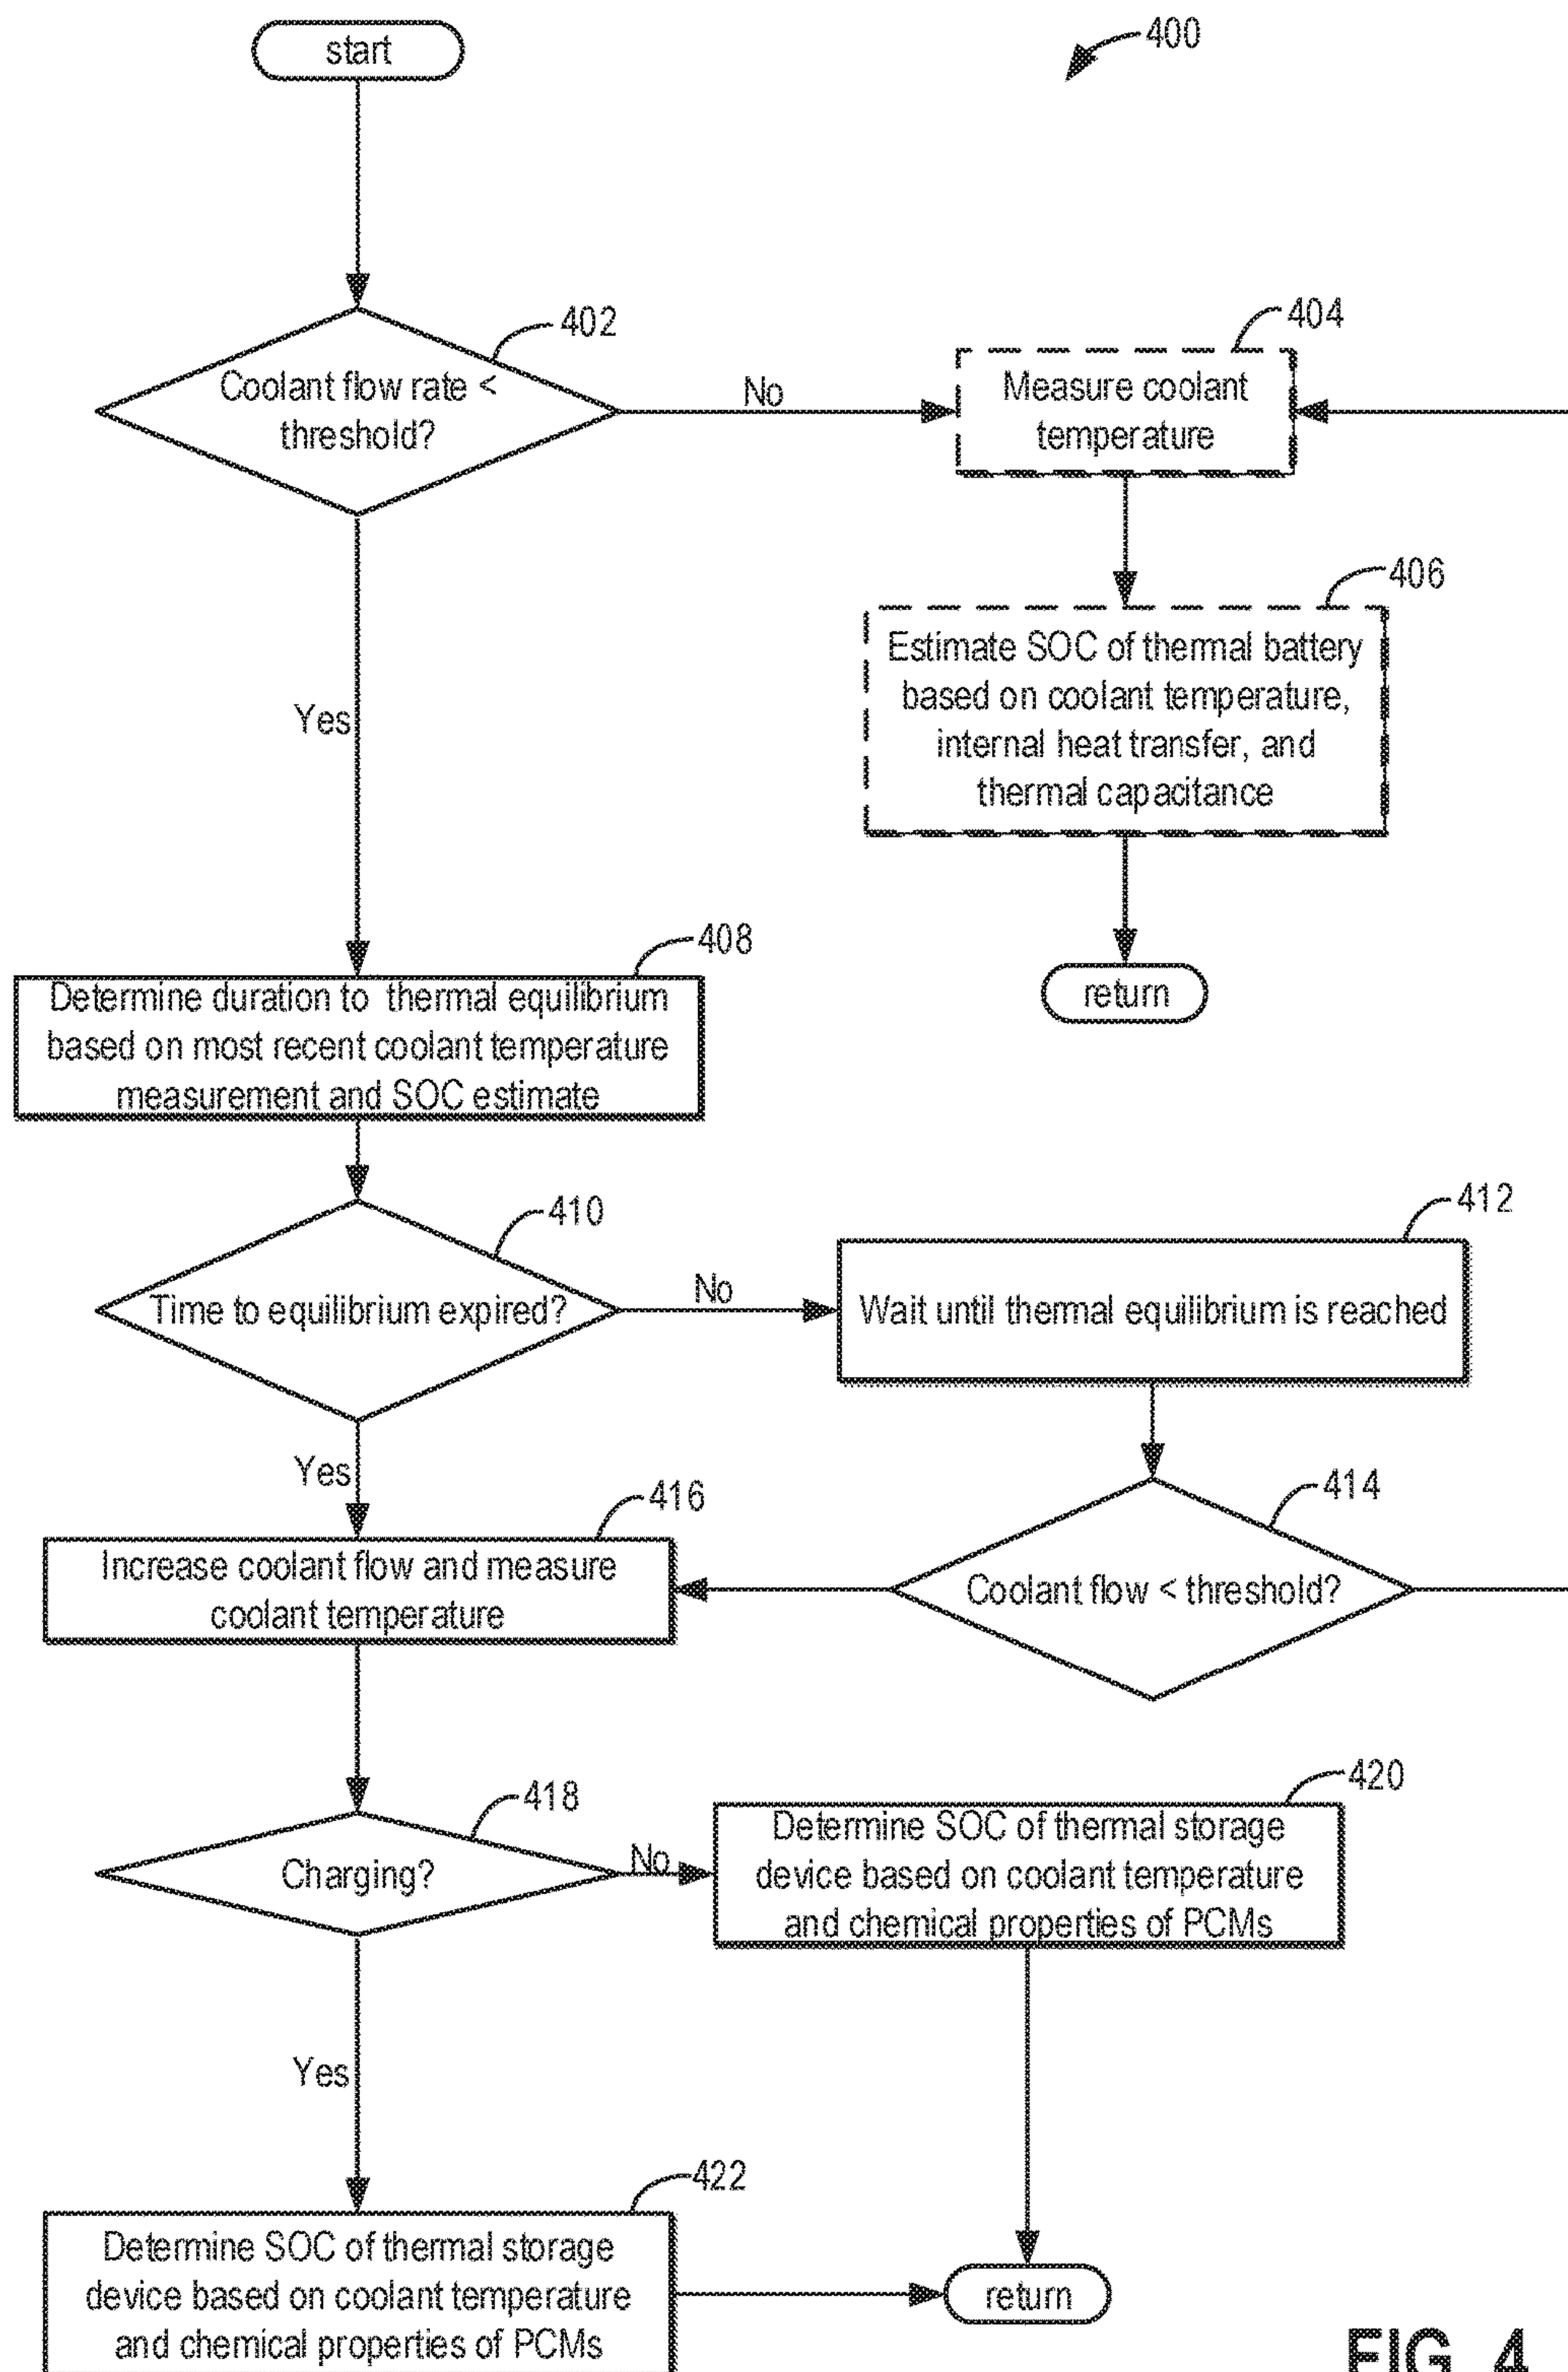 start
400
402
Coolant flow rate <
threshold?
No
404
Measure coolant
temperature
406
Estimate SOC of thermal battery
based on coolant temperature,
internal heat transfer, and
thermal capacitance
Yes
return
408
Determine duration to thermal equilibrium
based on most recent coolant temperature
measurement and SOC estimate
410
Time to equilibrium expired?
No
412
Wait until thermal equilibrium is reached
Yes
414
Coolant flow < threshold?
416
Increase coolant flow and measure
coolant temperature
418
Charging?
No
420
Determine SOC of thermal storage
device based on coolant temperature
and chemical properties of PCMs
Yes
422
Determine SOC of thermal storage
device based on coolant temperature
and chemical properties of PCMs
return
FIG. 4